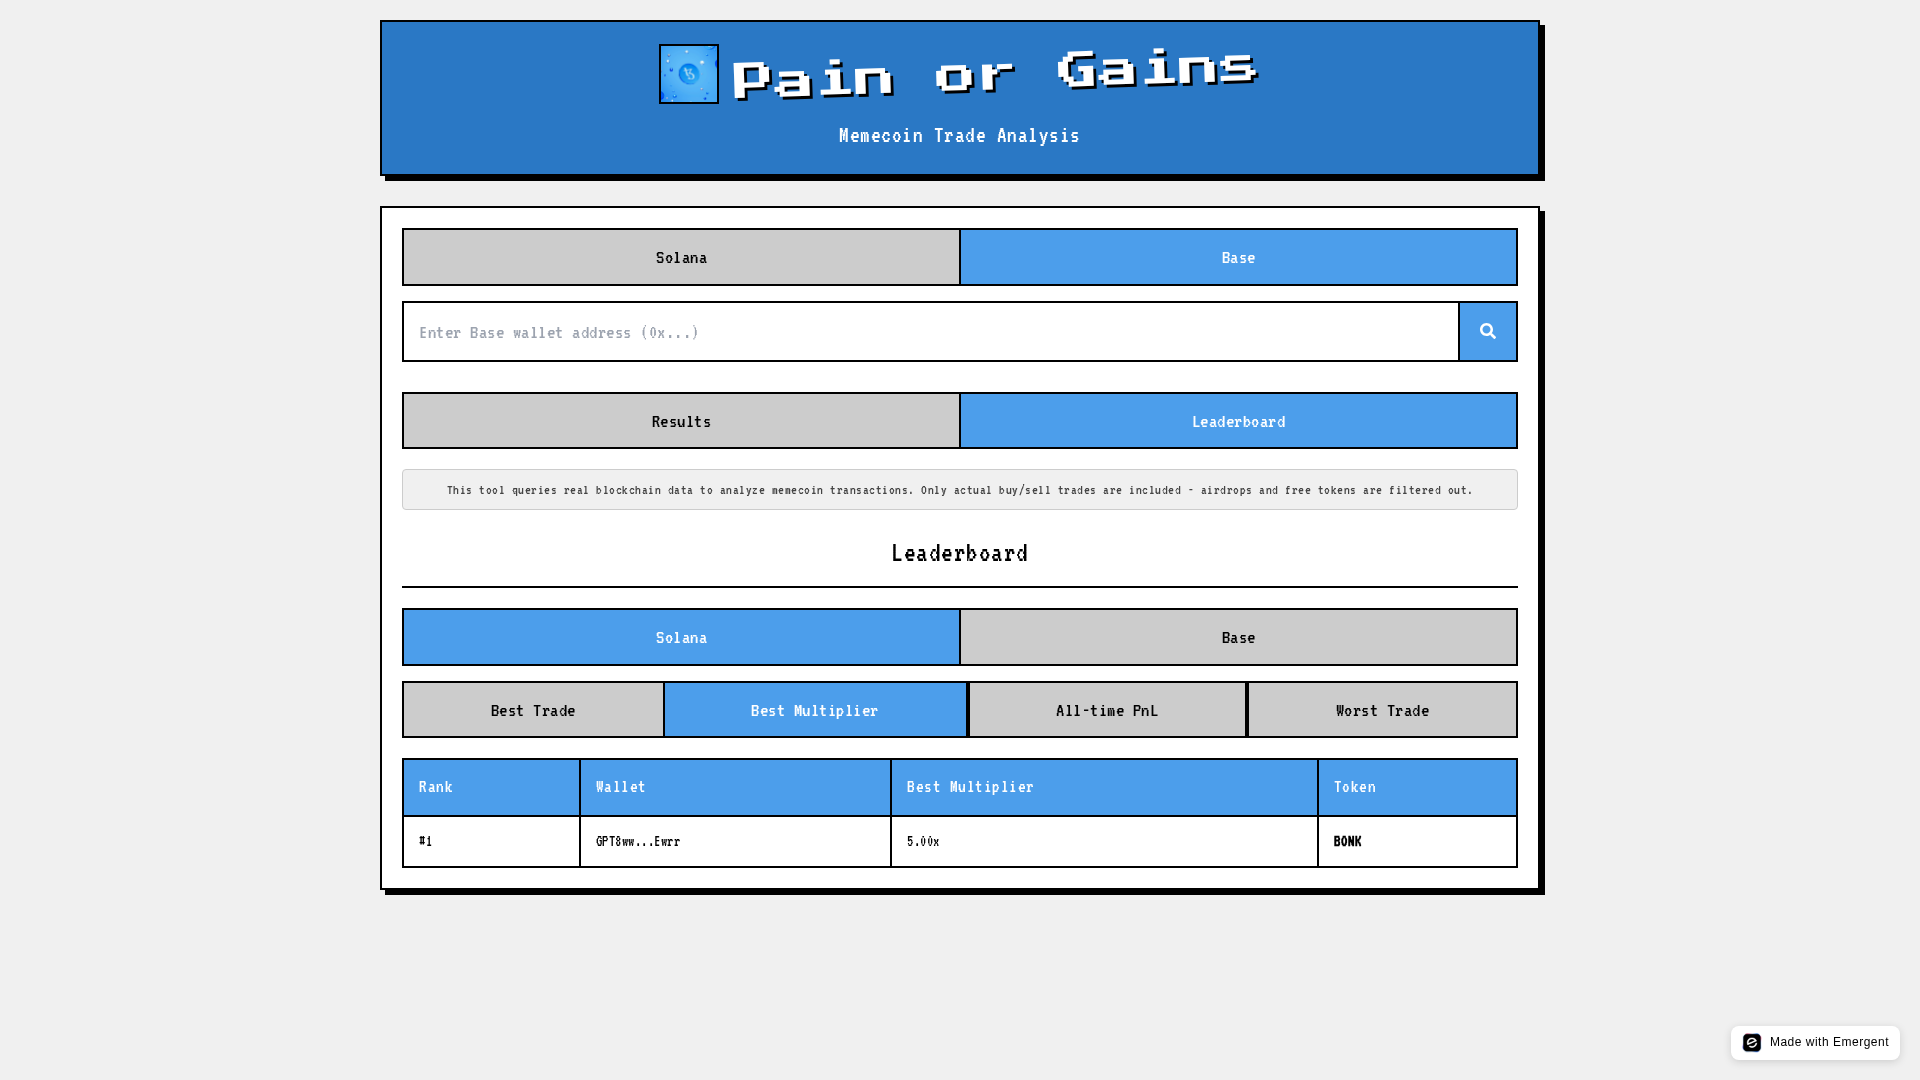 Pain or Gains
Memecoin Trade Analysis
Solana Base
Enter Base wallet address (0x...)
Results Leaderboard
This tool queries real blockchain data to analyze memecoin transactions. Only actual buy/sell trades are included - airdrops and free tokens are filtered out.
Leaderboard
Solana Base
Best Trade Best Multiplier All-time PnL Worst Trade
Rank Wallet Best Multiplier Token
#1 GPT8ww...Ewrr 5.00x BONK
Made with Emergent